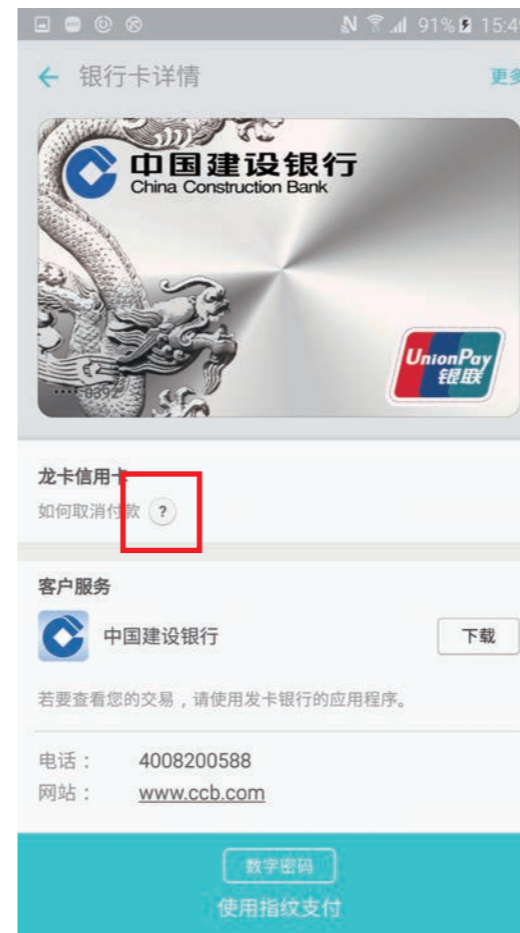 91% 15:4
银行卡详情
更多
中国建设银行
China Construction Bank
UnionPay
银联
···· 0392
龙卡信用卡
如何取消付款 ?
客户服务
中国建设银行
下载
若要查看您的交易，请使用发卡银行的应用程序。
电话： 4008200588
网站： www.ccb.com
数字密码
使用指纹支付